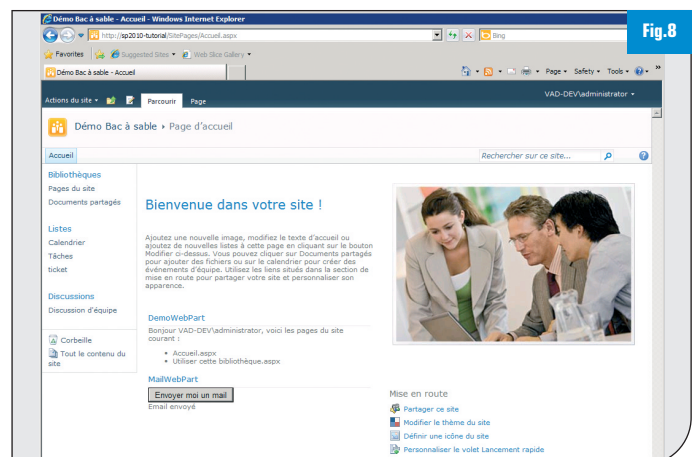 Fig.8
Démo Bac à sable - Accueil - Windows Internet Explorer
http://sp2010-tutorial/SitePages/Accueil.aspx
Bing
Favorites Suggested Sites Web Slice Gallery
Démo Bac à sable - Accueil
Page Safety Tools
Actions du site Parcourir Page VAD-DEV\administrator
Démo Bac à sable Page d'accueil
Accueil
Rechercher sur ce site...
Bibliothèques
Pages du site
Documents partagés
Listes
Calendrier
Tâches
ticket
Discussions
Discussion d'équipe
Corbeille
Tout le contenu du
site
Bienvenue dans votre site !
Ajoutez une nouvelle image, modifiez le texte d'accueil ou
ajoutez de nouvelles listes à cette page en cliquant sur le bouton
Modifier ci-dessus. Vous pouvez cliquer sur Documents partagés
pour ajouter des fichiers ou sur le calendrier pour créer des
événements d'équipe. Utilisez les liens situés dans la section de
mise en route pour partager votre site et personnaliser son
apparence.
DemoWebPart
Bonjour VAD-DEV\administrator, voici les pages du site
courant :
Accueil.aspx
Utiliser cette bibliothèque.aspx
MailWebPart
Envoyer moi un mail
Email envoyé
Mise en route
Partager ce site
Modifier le thème du site
Définir une icône du site
Personnaliser le volet Lancement rapide